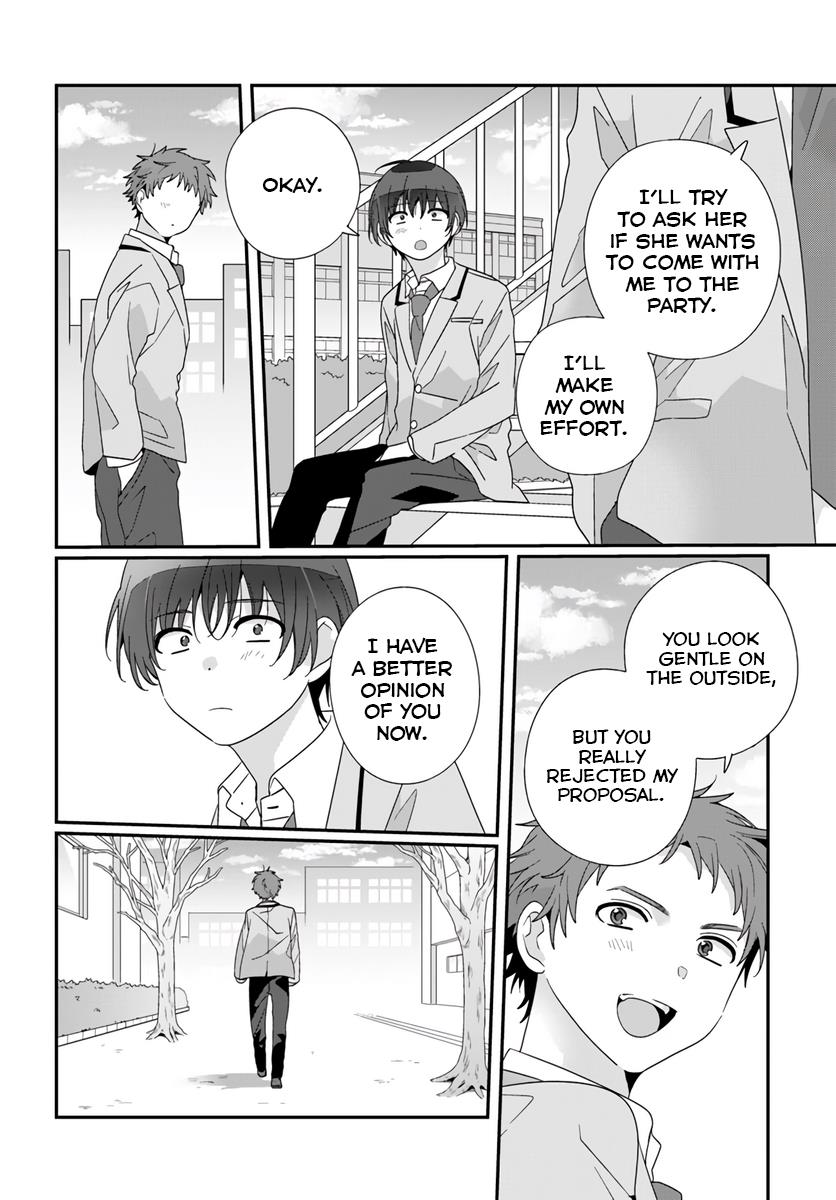 I'LL TRY
TO ASK HER
IF SHE WANTS
TO COME WITH
ME TO THE
PARTY.
I'LL
MAKE
MY OWN
EFFORT.
OKAY.
YOU LOOK
GENTLE ON
THE OUTSIDE,
BUT YOU
REALLY
REJECTED MY
PROPOSAL.
I HAVE
A BETTER
OPINION
OF YOU
NOW.